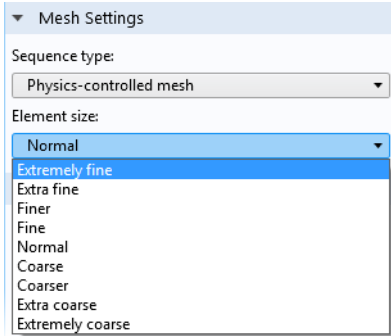 Mesh Settings
Sequence type:
Physics-controlled mesh
Element size:
Normal
Extremely fine
Extra fine
Finer
Fine
Normal
Coarse
Coarser
Extra coarse
Extremely coarse